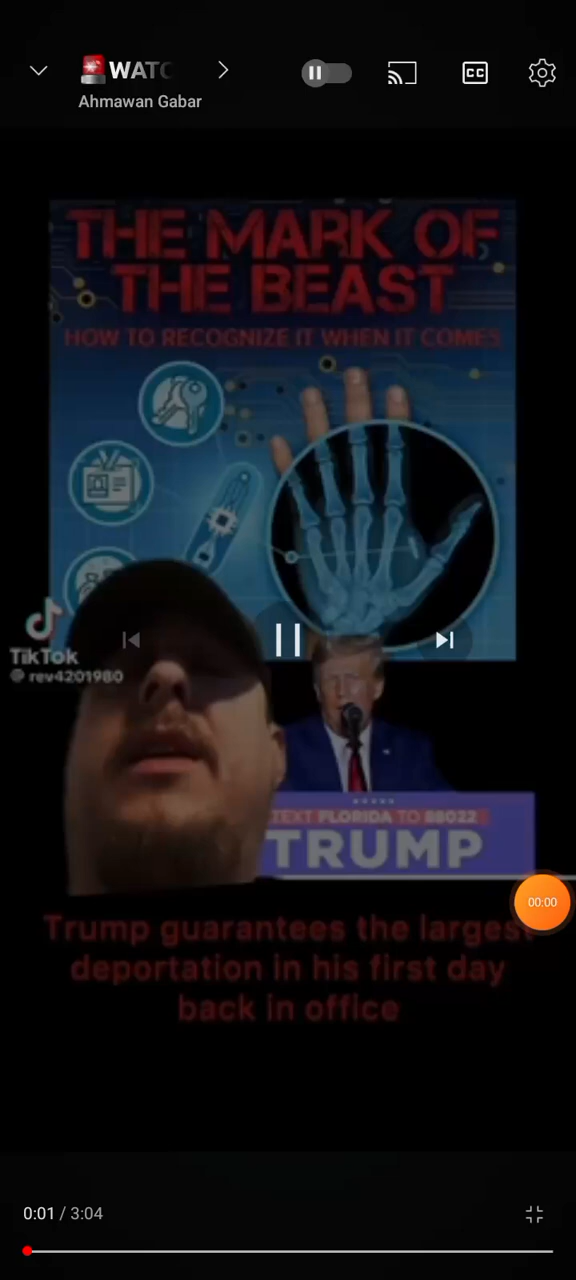 🚨WATC
Ahmawan Gabar
THE MARK OF
THE BEAST
HOW TO RECOGNIZE IT WHEN IT COMES
TikTok
@ rev4201980
TEXT FLORIDA TO 88022
TRUMP
00:00
Trump guarantees the largest
deportation in his first day
back in office
0:01 / 3:04